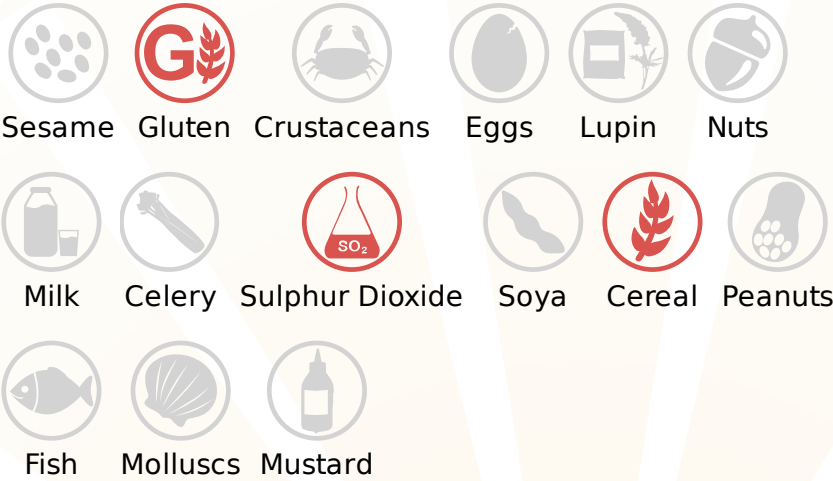 G
Sesame Gluten Crustaceans Eggs Lupin Nuts
SO₂
Milk Celery Sulphur Dioxide Soya Cereal Peanuts
Fish Molluscs Mustard